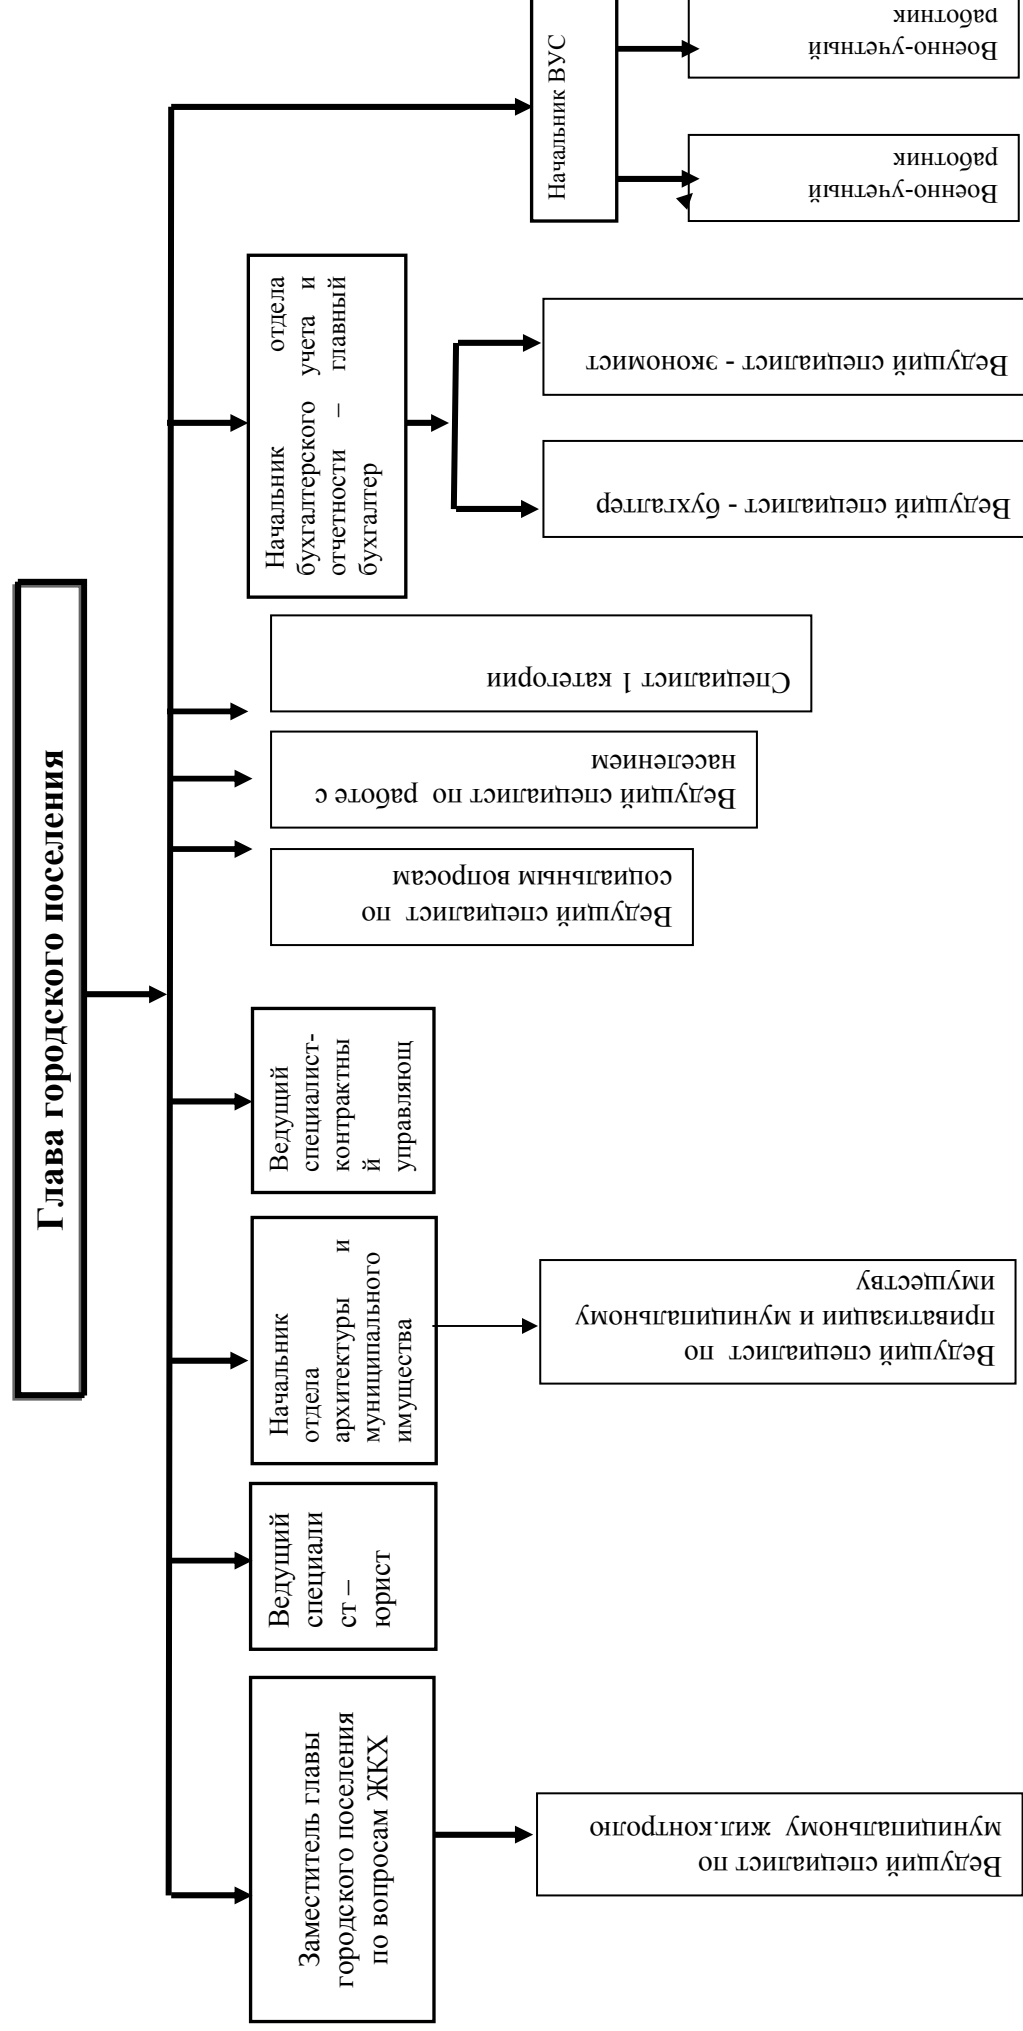 Глава городского поселения
Заместитель главы
городского поселения
по вопросам ЖКХ
Ведущий
специали
ст –
юрист
Начальник
отдела
архитектуры и
муниципального
имущества
Ведущий
специалист-
контрактны
й
управляющ
Ведущий специалист по
социальным вопросам
Ведущий специалист по работе с
населением
Специалист 1 категории
Начальник отдела
бухгалтерского учета и
отчетности – главный
бухгалтер
Начальник ВУС
Ведущий специалист по
муниципальному жил.контролю
Ведущий специалист по
приватизации и муниципальному
имуществу
Ведущий специалист - бухгалтер
Ведущий специалист - экономист
Военно-учетный
работник
Военно-учетный
работник